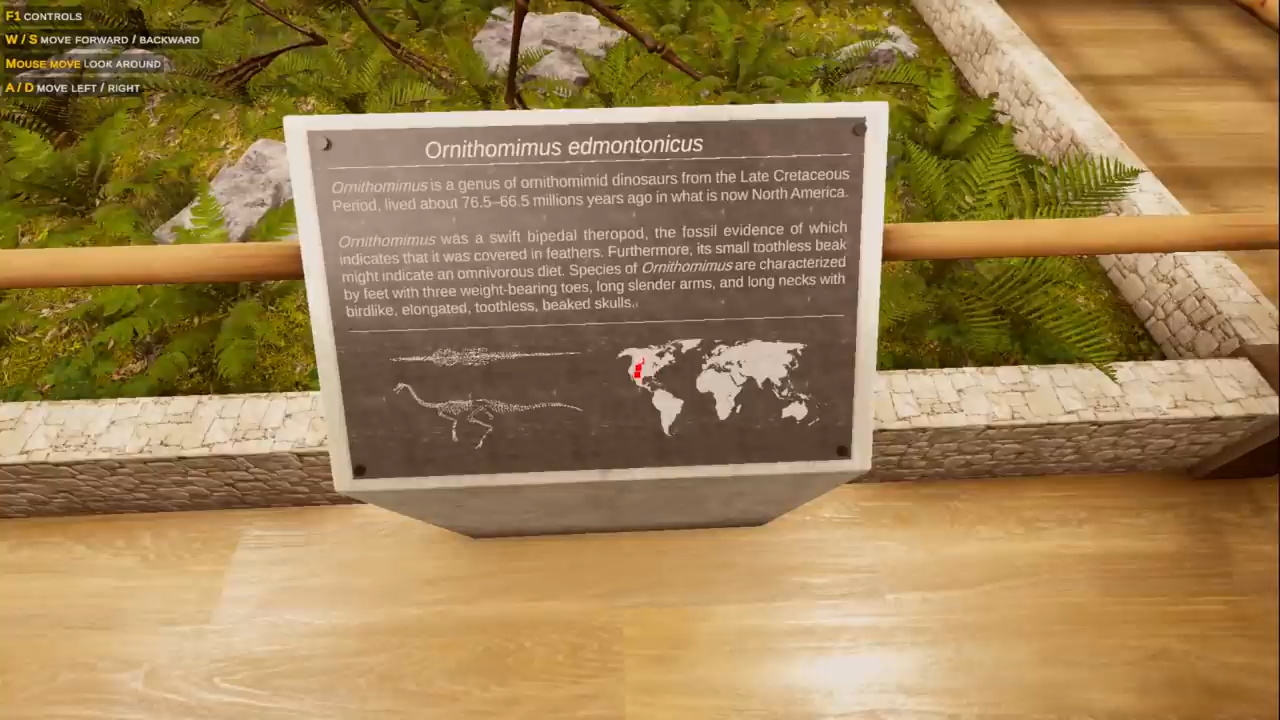 F1 CONTROLS
W / S MOVE FORWARD / BACKWARD
MOUSE MOVE LOOK AROUND
A / D MOVE LEFT / RIGHT
Ornithomimus edmontonicus
Ornithomimus is a genus of ornithomimid dinosaurs from the Late Cretaceous
Period, lived about 76.5–66.5 millions years ago in what is now North America.
Ornithomimus was a swift bipedal theropod, the fossil evidence of which
indicates that it was covered in feathers. Furthermore, its small toothless beak
might indicate an omnivorous diet. Species of Ornithomimus are characterized
by feet with three weight-bearing toes, long slender arms, and long necks with
birdlike, elongated, toothless, beaked skulls..